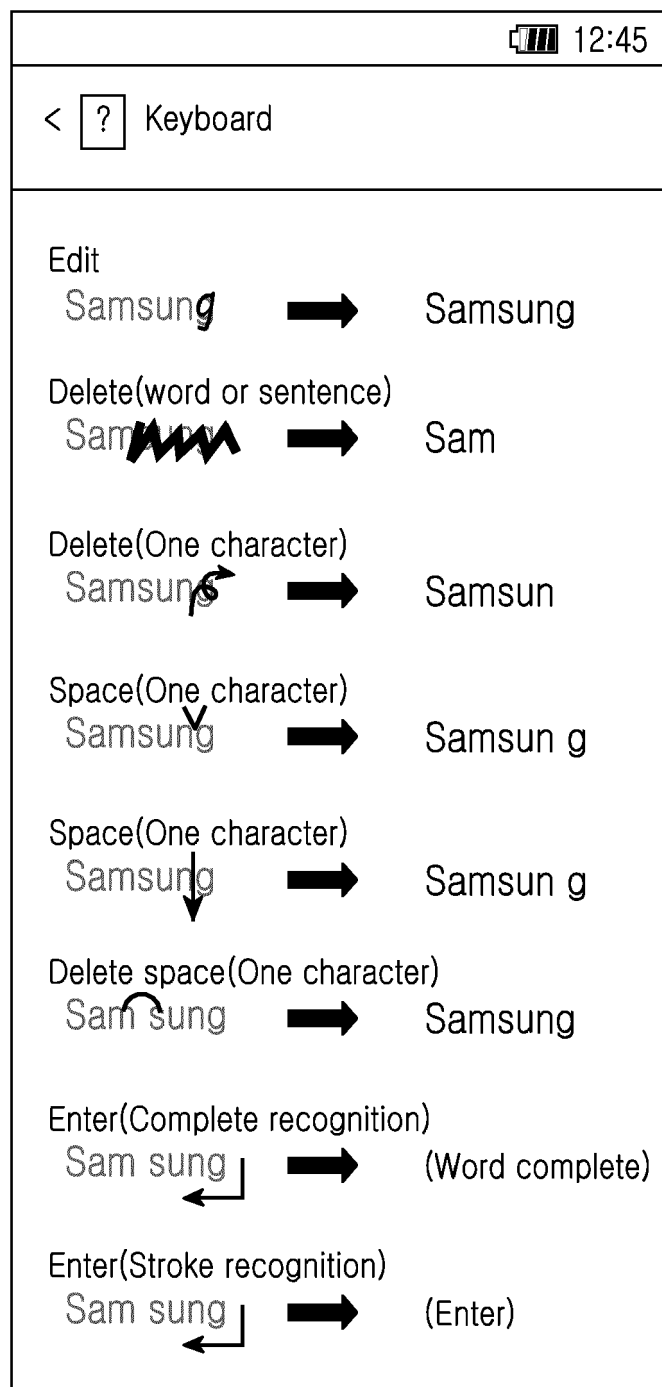 12:45
< ? Keyboard
Edit
Samsung Samsung
Delete(word or sentence)
Samsung Sam
Delete(One character)
Samsung Samsun
Space(One character)
Samsung Samsun g
Space(One character)
Samsung Samsun g
Delete space(One character)
Sam sung Samsung
Enter(Complete recognition)
Sam sung (Word complete)
Enter(Stroke recognition)
Sam sung (Enter)